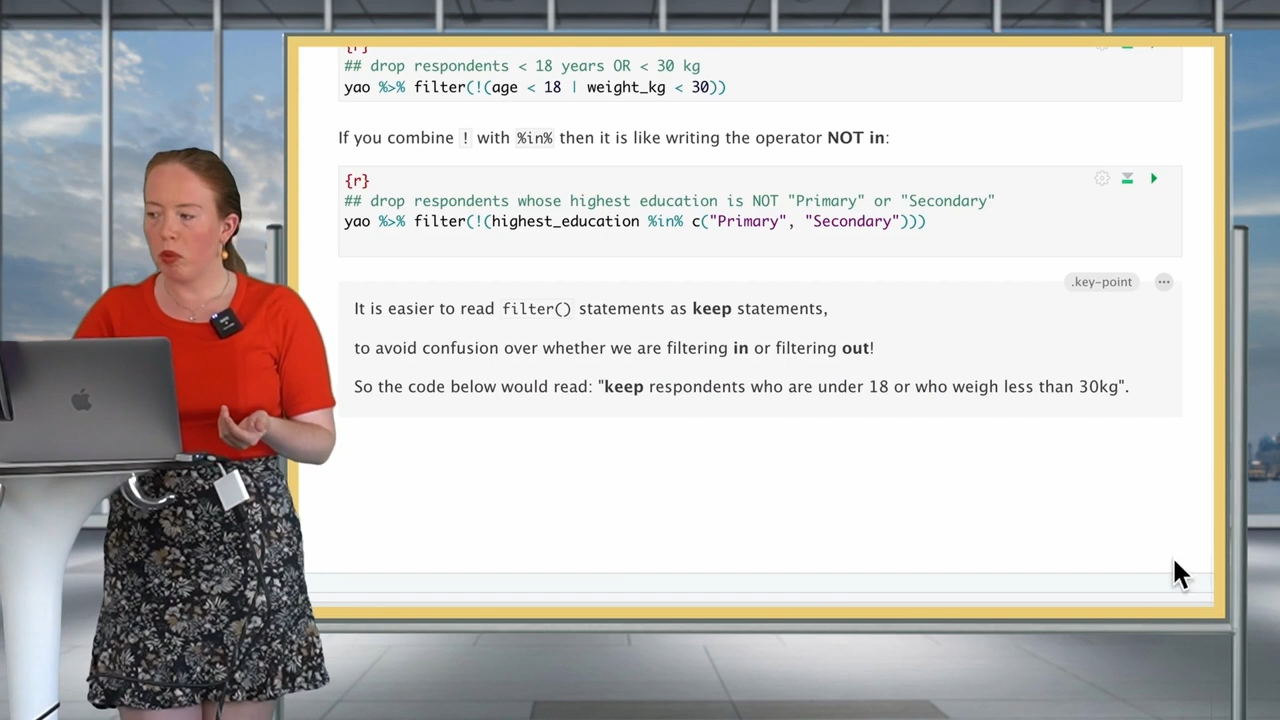 {r}
## drop respondents < 18 years OR < 30 kg
yao %>% filter(!(age < 18 | weight_kg < 30))
If you combine ! with %in% then it is like writing the operator NOT in:
{r}
## drop respondents whose highest education is NOT "Primary" or "Secondary"
yao %>% filter(!(highest_education %in% c("Primary", "Secondary")))
.key-point
It is easier to read filter() statements as keep statements,
to avoid confusion over whether we are filtering in or filtering out!
So the code below would read: "keep respondents who are under 18 or who weigh less than 30kg".